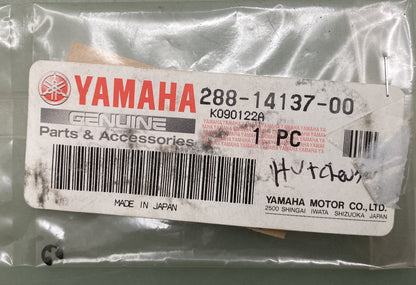 YAMAHA 288-14137-00
K090122A
GENUINE
Parts & Accessories
1 PC
MADE IN JAPAN
YAMAHA MOTOR CO., LTD.
2500 SHINGAI IWATA SHIZUOKA JAPAN